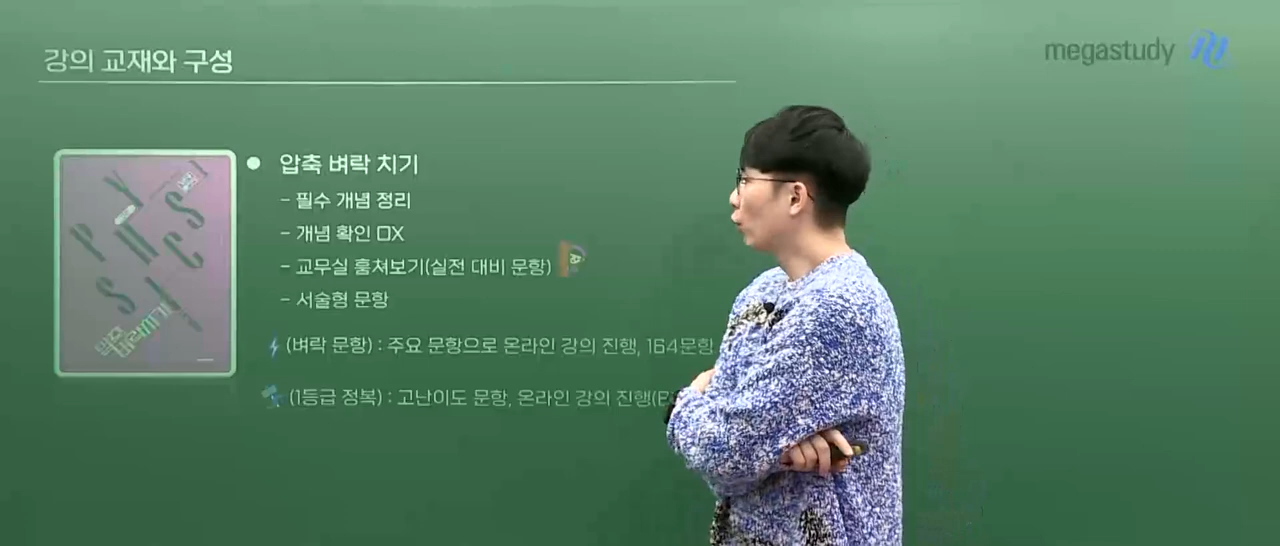 강의 교재와 구성
megastudy
압축 벼락 치기
- 필수 개념 정리
- 개념 확인 OX
- 교무실 훔쳐보기(실전 대비 문항)
- 서술형 문항
(벼락 문항) : 주요 문항으로 온라인 강의 진행, 164문항
(1등급 정복) : 고난이도 문항, 온라인 강의 진행(
PHYSICS I